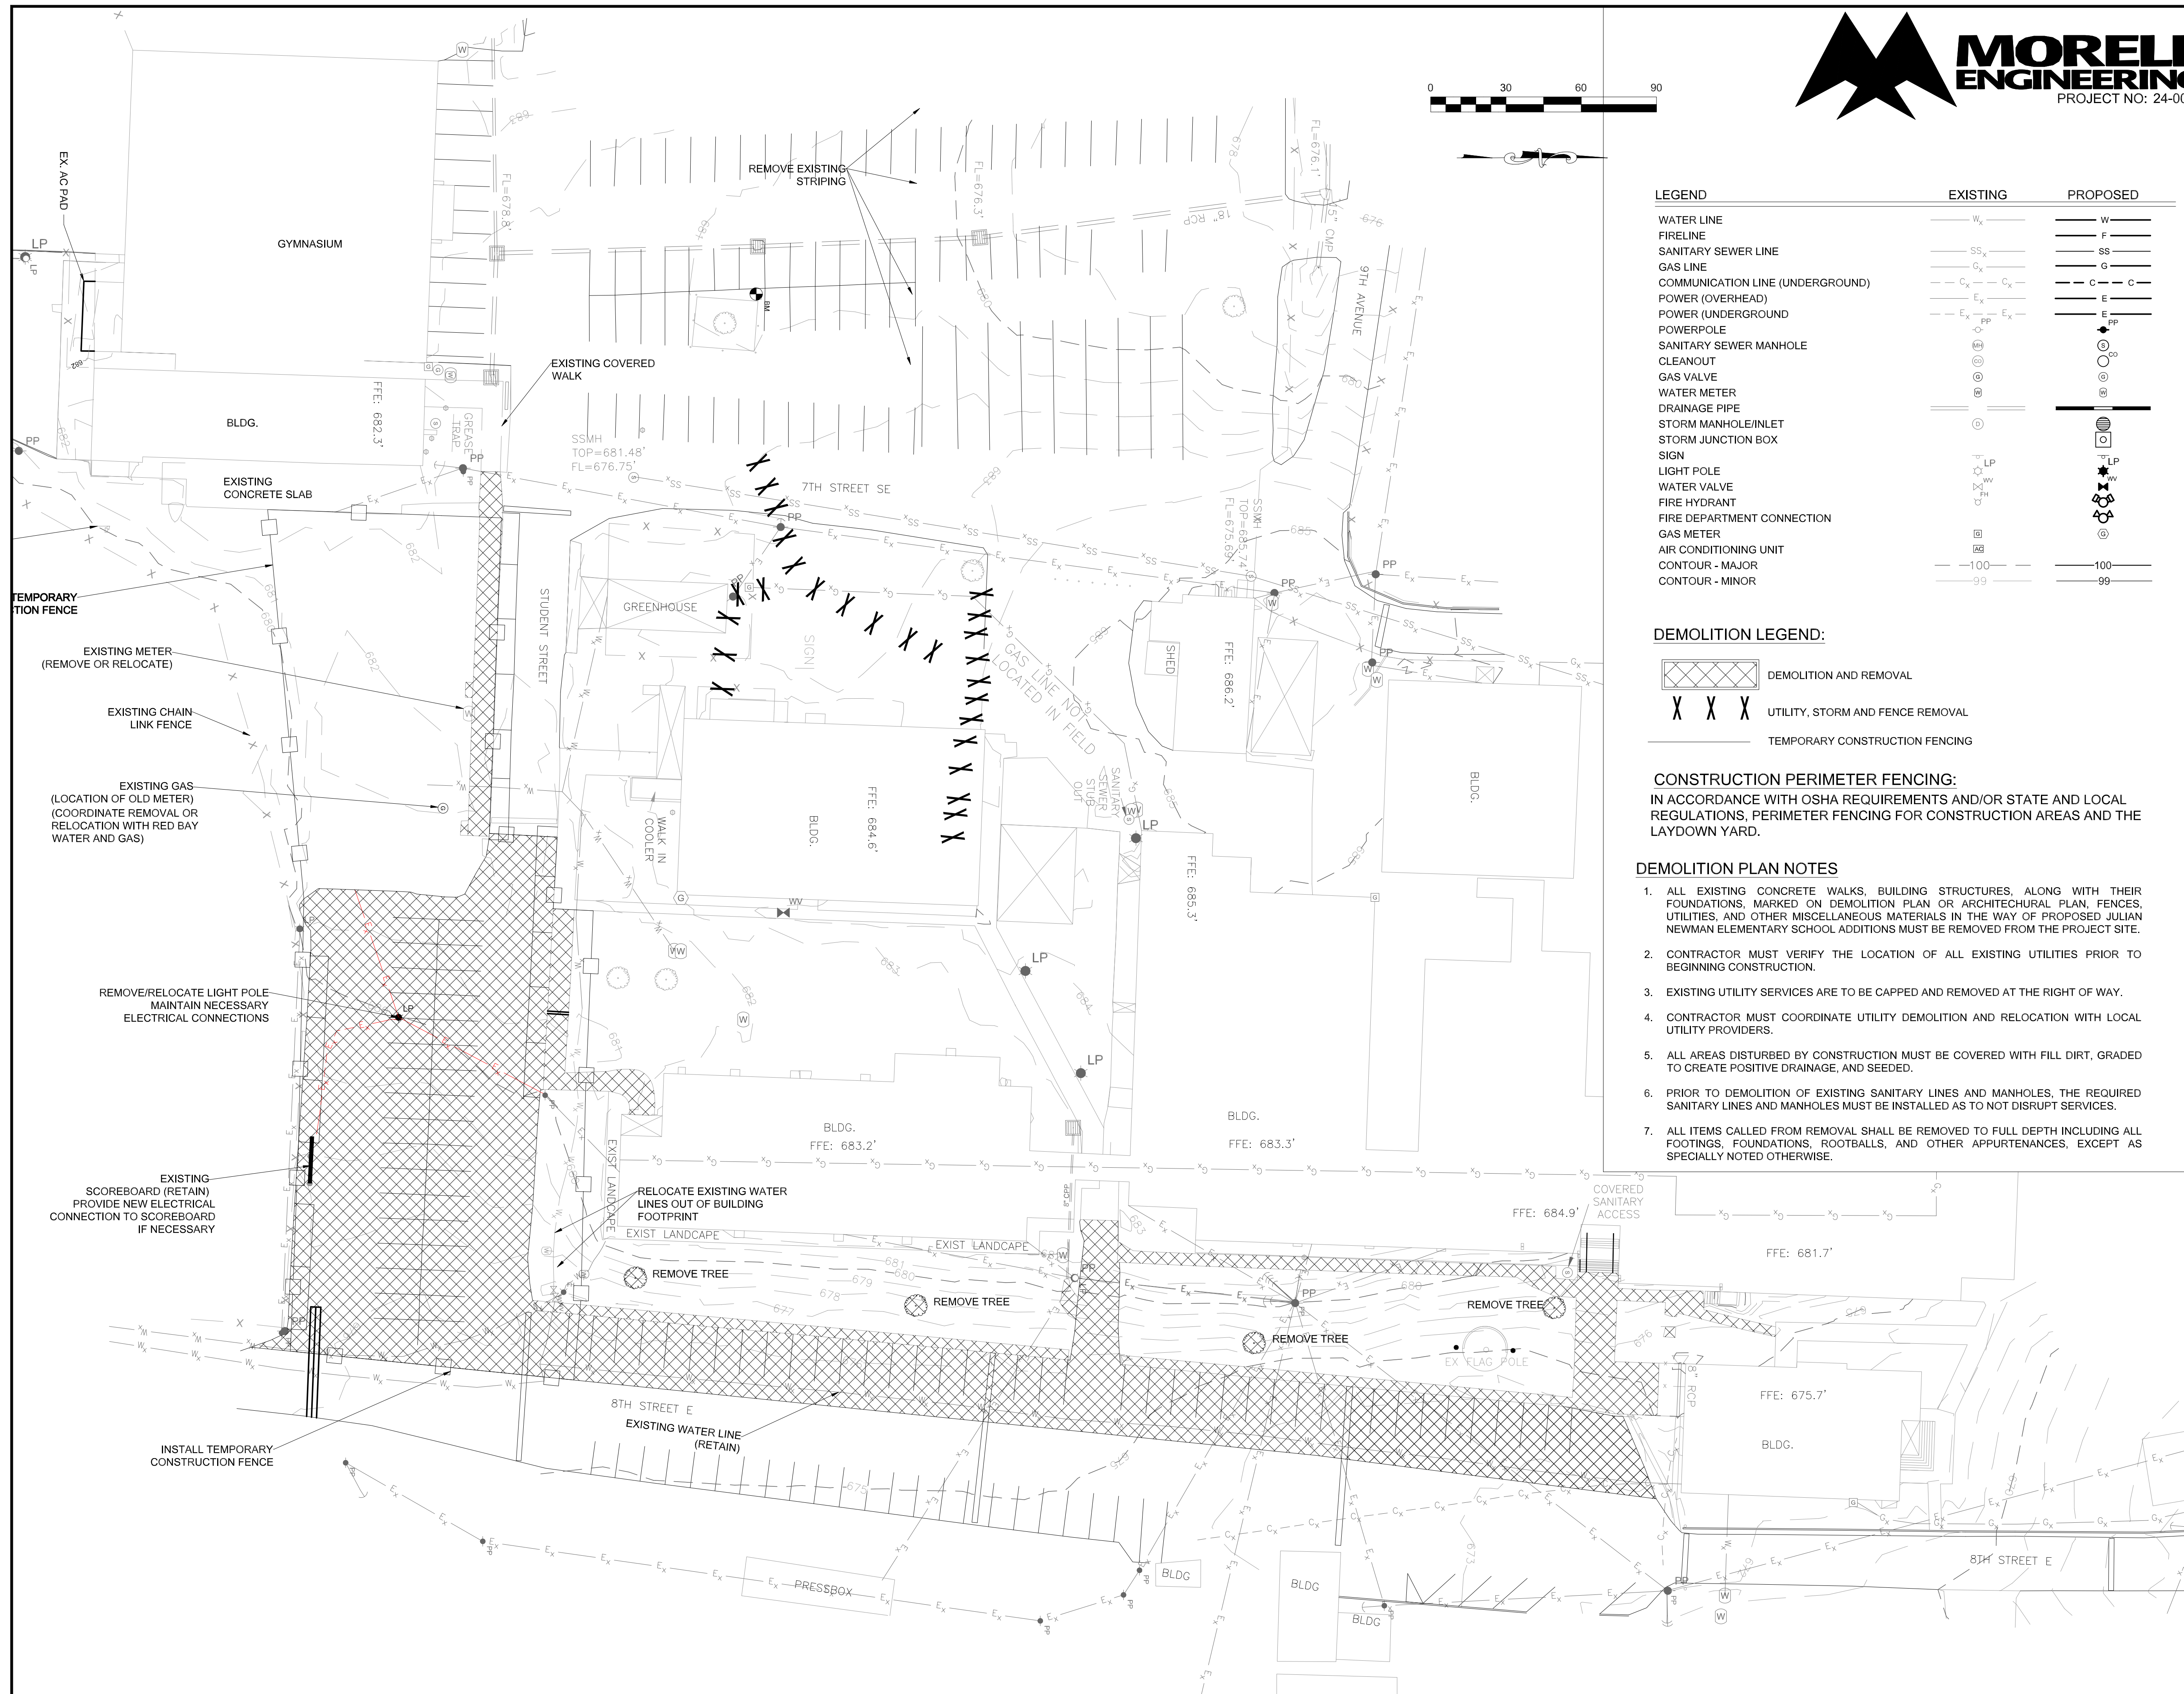 MORELL
ENGINEERING
PROJECT NO: 24-00
0 30 60 90
LEGEND EXISTING PROPOSED
WATER LINE
FIRELINE
SANITARY SEWER LINE
GAS LINE
COMMUNICATION LINE (UNDERGROUND)
POWER (OVERHEAD)
POWER (UNDERGROUND
POWERPOLE
SANITARY SEWER MANHOLE
CLEANOUT
GAS VALVE
WATER METER
DRAINAGE PIPE
STORM MANHOLE/INLET
STORM JUNCTION BOX
SIGN
LIGHT POLE
WATER VALVE
FIRE HYDRANT
FIRE DEPARTMENT CONNECTION
GAS METER
AIR CONDITIONING UNIT
CONTOUR - MAJOR 100 100
CONTOUR - MINOR 99 99
DEMOLITION LEGEND:
DEMOLITION AND REMOVAL
UTILITY, STORM AND FENCE REMOVAL
TEMPORARY CONSTRUCTION FENCING
CONSTRUCTION PERIMETER FENCING:
IN ACCORDANCE WITH OSHA REQUIREMENTS AND/OR STATE AND LOCAL
REGULATIONS, PERIMETER FENCING FOR CONSTRUCTION AREAS AND THE
LAYDOWN YARD.
DEMOLITION PLAN NOTES
1. ALL EXISTING CONCRETE WALKS, BUILDING STRUCTURES, ALONG WITH THEIR
FOUNDATIONS, MARKED ON DEMOLITION PLAN OR ARCHITECHURAL PLAN, FENCES,
UTILITIES, AND OTHER MISCELLANEOUS MATERIALS IN THE WAY OF PROPOSED JULIAN
NEWMAN ELEMENTARY SCHOOL ADDITIONS MUST BE REMOVED FROM THE PROJECT SITE.
2. CONTRACTOR MUST VERIFY THE LOCATION OF ALL EXISTING UTILITIES PRIOR TO
BEGINNING CONSTRUCTION.
3. EXISTING UTILITY SERVICES ARE TO BE CAPPED AND REMOVED AT THE RIGHT OF WAY.
4. CONTRACTOR MUST COORDINATE UTILITY DEMOLITION AND RELOCATION WITH LOCAL
UTILITY PROVIDERS.
5. ALL AREAS DISTURBED BY CONSTRUCTION MUST BE COVERED WITH FILL DIRT, GRADED
TO CREATE POSITIVE DRAINAGE, AND SEEDED.
6. PRIOR TO DEMOLITION OF EXISTING SANITARY LINES AND MANHOLES, THE REQUIRED
SANITARY LINES AND MANHOLES MUST BE INSTALLED AS TO NOT DISRUPT SERVICES.
7. ALL ITEMS CALLED FROM REMOVAL SHALL BE REMOVED TO FULL DEPTH INCLUDING ALL
FOOTINGS, FOUNDATIONS, ROOTBALLS, AND OTHER APPURTENANCES, EXCEPT AS
SPECIALLY NOTED OTHERWISE.
EX. AC PAD
GYMNASIUM
REMOVE EXISTING
STRIPING
FL=678.8'
FL=676.3'
FL=676.1'
18" RCP
15" CMP
9TH AVENUE
BM
EXISTING COVERED
WALK
BLDG.
FFE: 682.3'
GREASE
TRAP
EXISTING
CONCRETE SLAB
SSMH
TOP=681.48'
FL=676.75'
7TH STREET SE
SSMH
TOP=685.74'
FL=675.69'
TEMPORARY
TION FENCE
STUDENT STREET
GREENHOUSE
SIGN
GAS LINE NOT
LOCATED IN FIELD
SHED
FFE: 686.2'
EXISTING METER
(REMOVE OR RELOCATE)
EXISTING CHAIN
LINK FENCE
EXISTING GAS
(LOCATION OF OLD METER)
(COORDINATE REMOVAL OR
RELOCATION WITH RED BAY
WATER AND GAS)
WALK IN
COOLER
BLDG.
FFE: 684.6'
SANITARY
SEWER
STUB
OUT
FFE: 685.3'
BLDG.
WV
LP
LP
LP
REMOVE/RELOCATE LIGHT POLE
MAINTAIN NECESSARY
ELECTRICAL CONNECTIONS
BLDG.
FFE: 683.2'
BLDG.
FFE: 683.3'
EXISTING
SCOREBOARD (RETAIN)
PROVIDE NEW ELECTRICAL
CONNECTION TO SCOREBOARD
IF NECESSARY
EXIST LANDSCAPE
RELOCATE EXISTING WATER
LINES OUT OF BUILDING
FOOTPRINT
EXIST LANDSCAPE
EXIST LANDSCAPE
FFE: 684.9'
COVERED
SANITARY
ACCESS
FFE: 681.7'
REMOVE TREE
REMOVE TREE
REMOVE TREE
REMOVE TREE
EX FLAG POLE
8" RCP
FFE: 675.7'
BLDG.
8TH STREET E
EXISTING WATER LINE
(RETAIN)
INSTALL TEMPORARY
CONSTRUCTION FENCE
PRESSBOX
BLDG
BLDG
BLDG
8TH STREET E